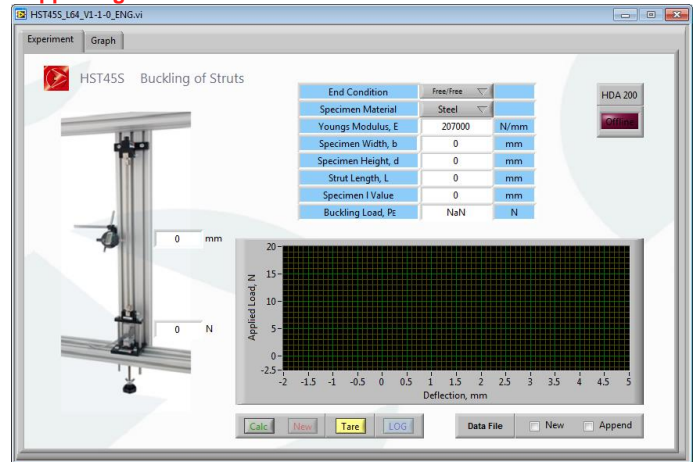 HST45S_L64_V1-1-0_ENG.vi
Experiment Graph
HST45S Buckling of Struts
End Condition Free/Free
Specimen Material Steel
Youngs Modulus, E 207000 N/mm
Specimen Width, b 0 mm
Specimen Height, d 0 mm
Strut Length, L 0 mm
Specimen I Value 0 mm
Buckling Load, PE NaN N
HDA 200
Offline
0 mm
0 N
Applied Load, N
20
15
10
5
0
-2.5
-2 -1.5 -1 -0.5 0 0.5 1 1.5 2 2.5 3 3.5 4 4.5 5
Deflection, mm
Calc New Tare LOG Data File New Append